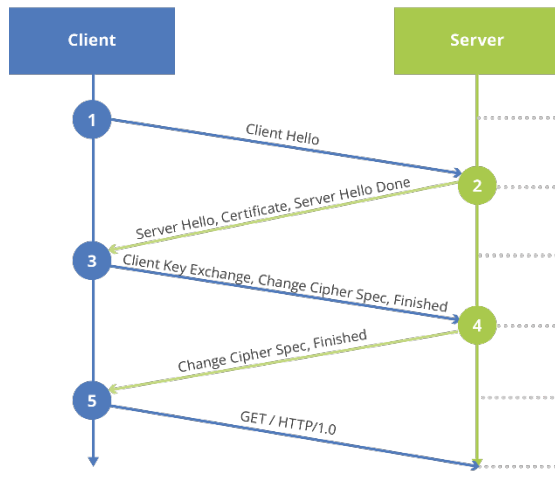 Client
Server
1
Client Hello
2
Server Hello, Certificate, Server Hello Done
3
Client Key Exchange, Change Cipher Spec, Finished
4
Change Cipher Spec, Finished
5
GET / HTTP/1.0